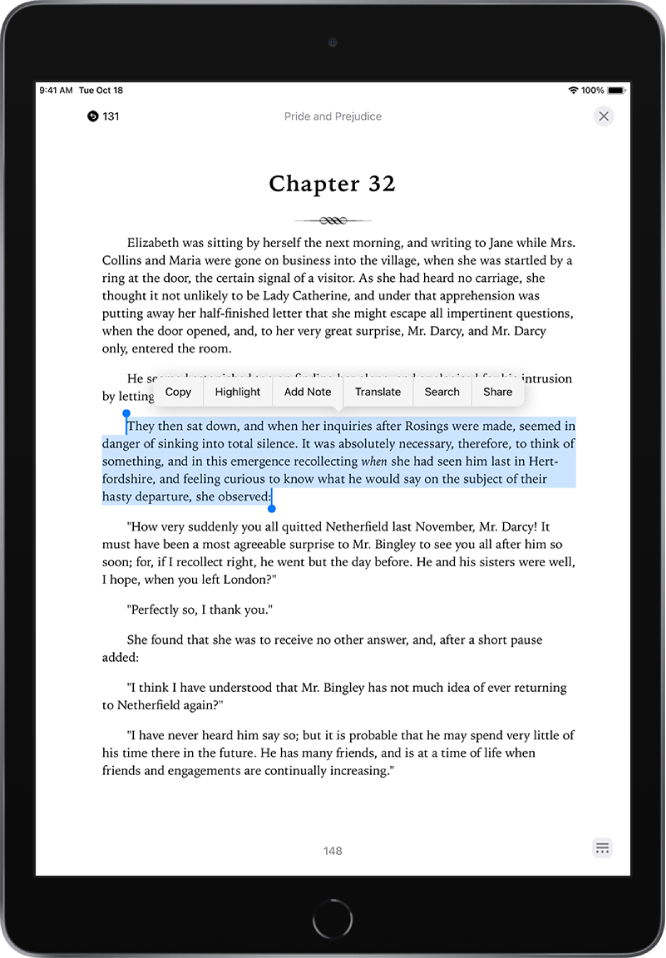 9:41 AM Tue Oct 18
100%
131
Pride and Prejudice
Chapter 32
Elizabeth was sitting by herself the next morning, and writing to Jane while Mrs.
Collins and Maria were gone on business into the village, when she was startled by a
ring at the door, the certain signal of a visitor. As she had heard no carriage, she
thought it not unlikely to be Lady Catherine, and under that apprehension was
putting away her half-finished letter that she might escape all impertinent questions,
when the door opened, and, to her very great surprise, Mr. Darcy, and Mr. Darcy
only, entered the room.
He intrusion
by letting
Copy Highlight Add Note Translate Search Share
They then sat down, and when her inquiries after Rosings were made, seemed in
danger of sinking into total silence. It was absolutely necessary, therefore, to think of
something, and in this emergence recollecting when she had seen him last in Hert-
fordshire, and feeling curious to know what he would say on the subject of their
hasty departure, she observed:
"How very suddenly you all quitted Netherfield last November, Mr. Darcy! It
must have been a most agreeable surprise to Mr. Bingley to see you all after him so
soon; for, if I recollect right, he went but the day before. He and his sisters were well,
I hope, when you left London?"
"Perfectly so, I thank you."
She found that she was to receive no other answer, and, after a short pause
added:
"I think I have understood that Mr. Bingley has not much idea of ever returning
to Netherfield again?"
"I have never heard him say so; but it is probable that he may spend very little of
his time there in the future. He has many friends, and is at a time of life when
friends and engagements are continually increasing."
148